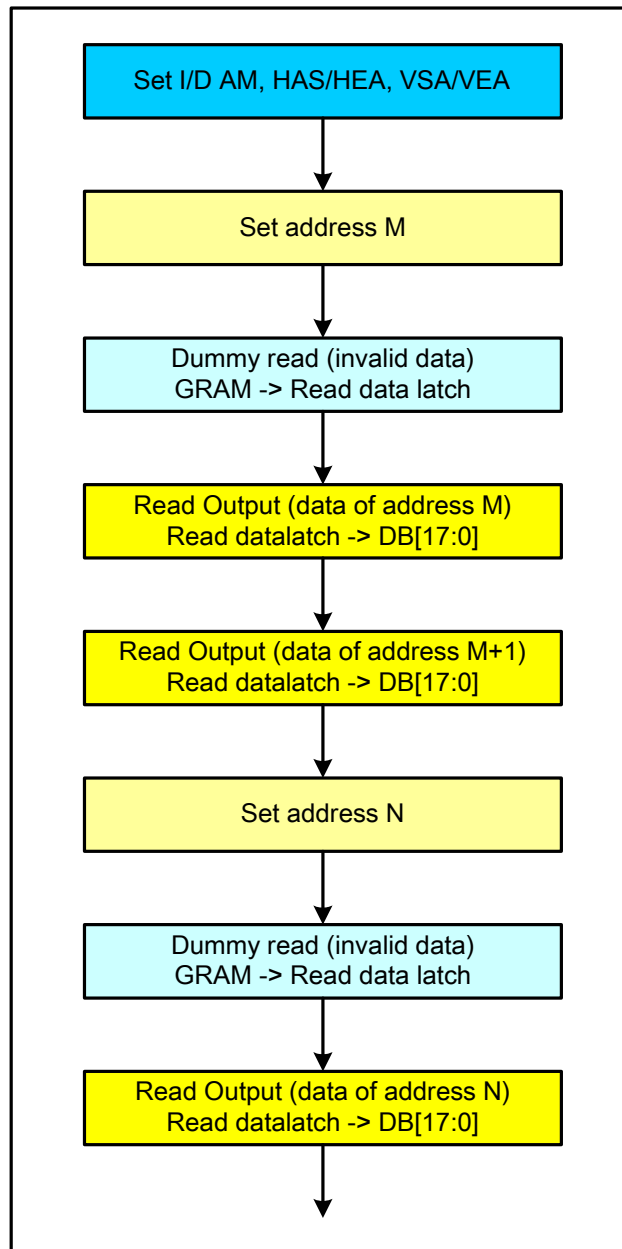 Set I/D AM, HAS/HEA, VSA/VEA
Set address M
Dummy read (invalid data)
GRAM -> Read data latch
Read Output (data of address M)
Read datalatch -> DB[17:0]
Read Output (data of address M+1)
Read datalatch -> DB[17:0]
Set address N
Dummy read (invalid data)
GRAM -> Read data latch
Read Output (data of address N)
Read datalatch -> DB[17:0]